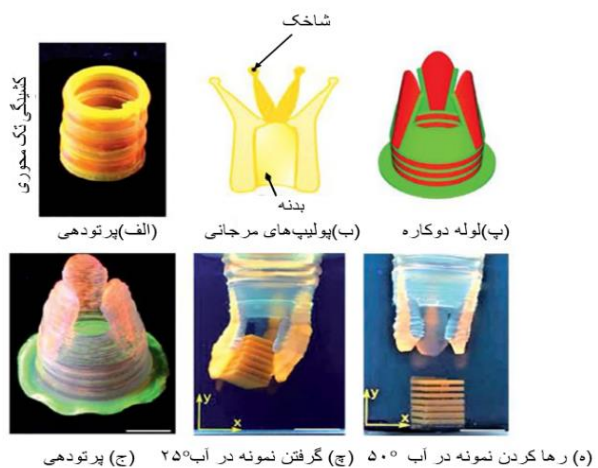 شاخک
کشیدگی تک محوری
بدنه
(الف)پرتودهی
(ب)پولیپ‌های مرجانی
(پ)لوله دوکاره
y
x
y
x
(ج) پرتودهی
(چ) گرفتن نمونه در آب ۲۵°
(ه) رها کردن نمونه در آب ۵۰°